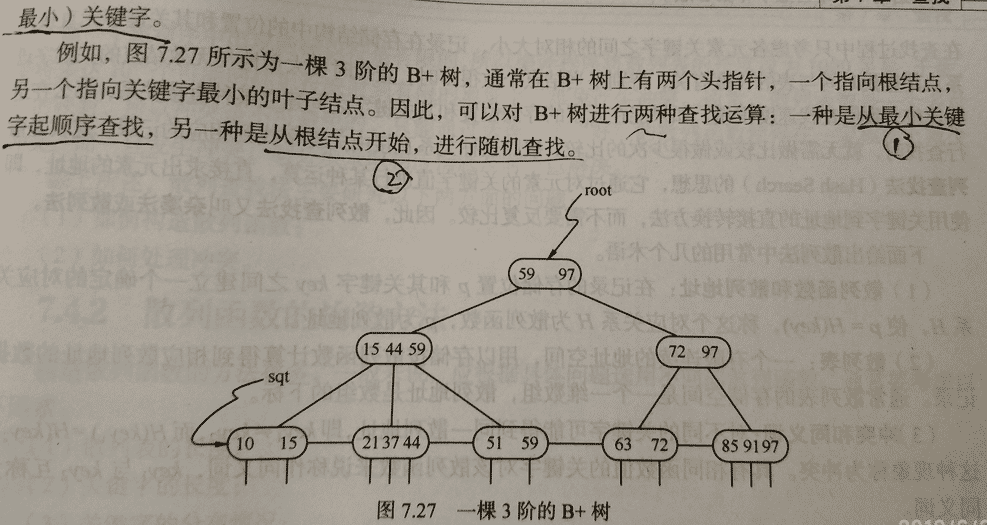 最小）关键字。
例如，图 7.27 所示为一棵 3 阶的 B+ 树，通常在 B+ 树上有两个头指针，一个指向根结点，
另一个指向关键字最小的叶子结点。因此，可以对 B+ 树进行两种查找运算：一种是从最小关键
字起顺序查找，另一种是从根结点开始，进行随机查找。
①
②
root
59 97
15 44 59
72 97
sqt
10 15
21 37 44
51 59
63 72
85 91 97
图 7.27 一棵 3 阶的 B+ 树